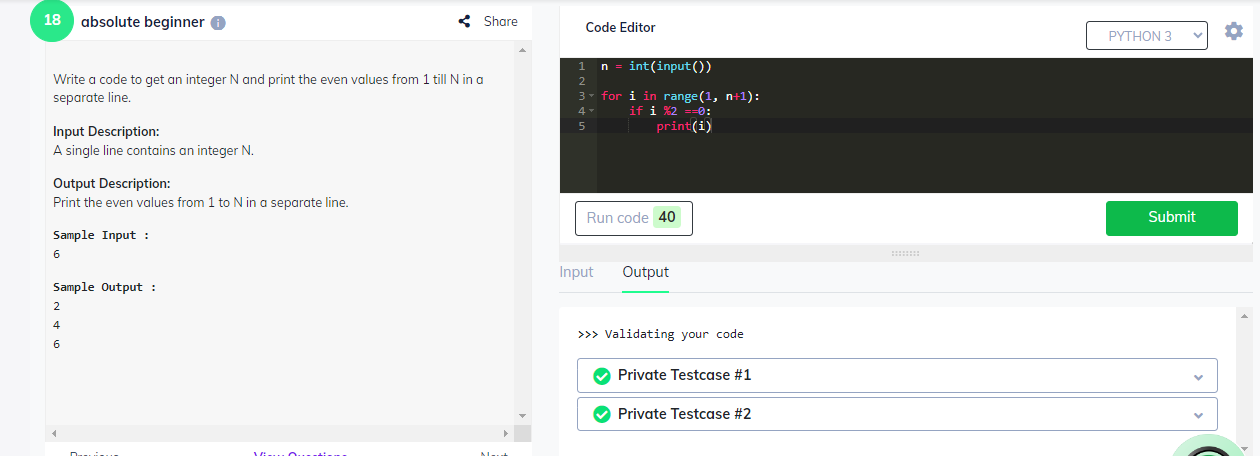 18 absolute beginner i Share
Write a code to get an integer N and print the even values from 1 till N in a
separate line.
Input Description:
A single line contains an integer N.
Output Description:
Print the even values from 1 to N in a separate line.
Sample Input :
6
Sample Output :
2
4
6
Previous View Questions Next
Code Editor
PYTHON 3
1 n = int(input())
2
3 for i in range(1, n+1):
4     if i %2 ==0:
5         print(i)
Run code 40
Submit
Input Output
>>> Validating your code
Private Testcase #1
Private Testcase #2